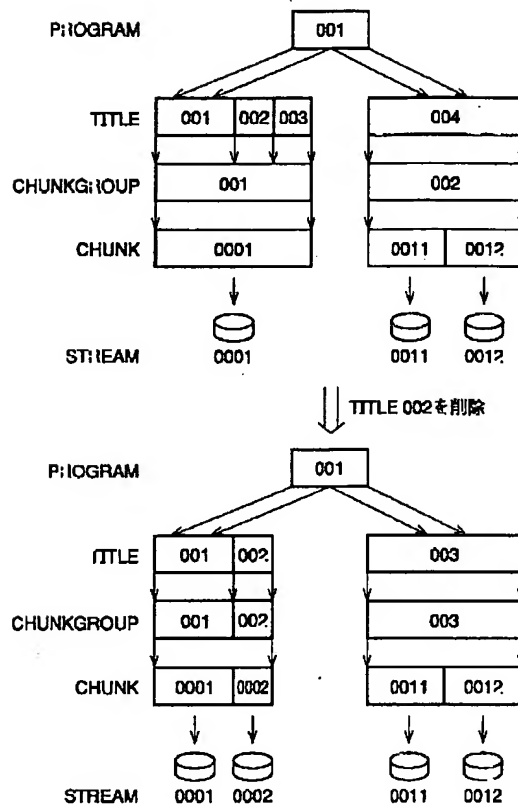 PROGRAM 001
TITLE 001 002 003 004
CHUNKGROUP 001 002
CHUNK 0001 0011 0012
STREAM 0001 0011 0012
TITLE 002を削除
PROGRAM 001
TITLE 001 002 003
CHUNKGROUP 001 002 003
CHUNK 0001 0002 0011 0012
STREAM 0001 0002 0011 0012